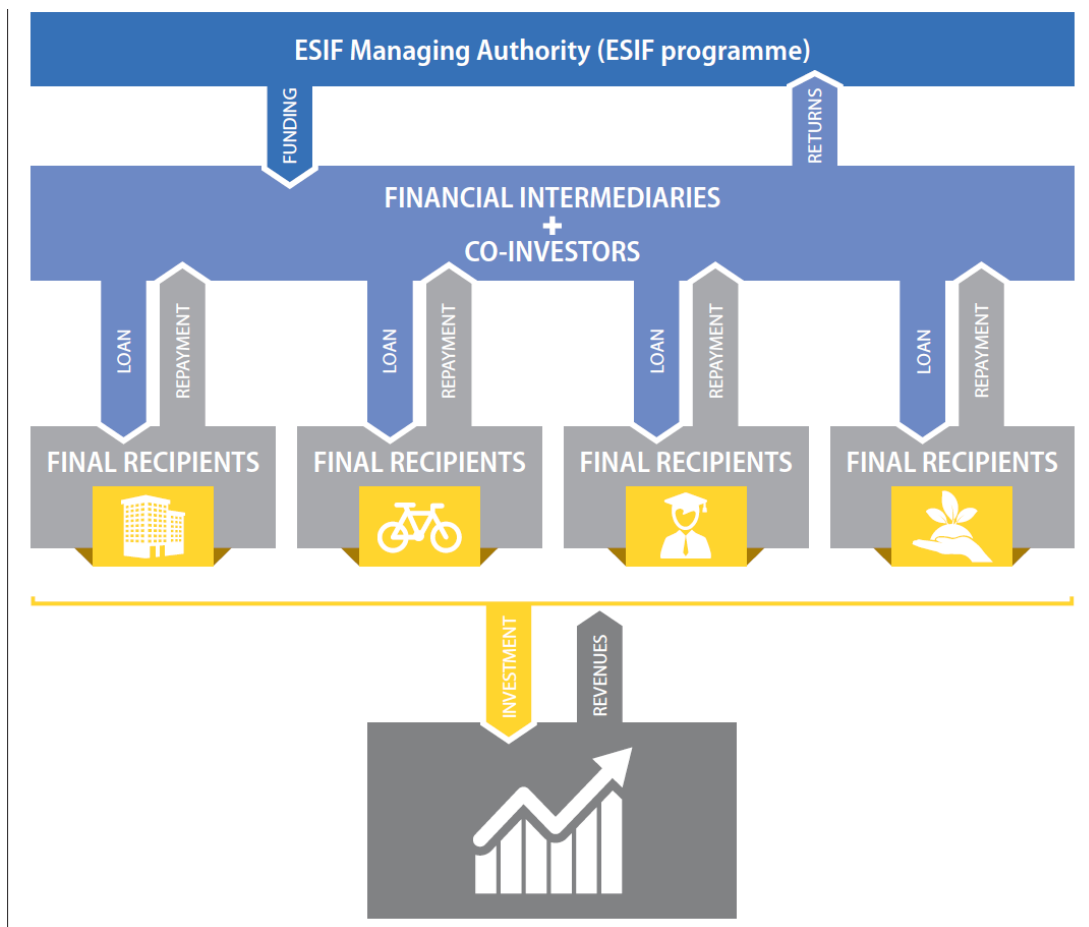 ESIF Managing Authority (ESIF programme)
FUNDING
RETURNS
FINANCIAL INTERMEDIARIES
+
CO-INVESTORS
LOAN
REPAYMENT
LOAN
REPAYMENT
LOAN
REPAYMENT
LOAN
REPAYMENT
FINAL RECIPIENTS
FINAL RECIPIENTS
FINAL RECIPIENTS
FINAL RECIPIENTS
INVESTMENT
REVENUES